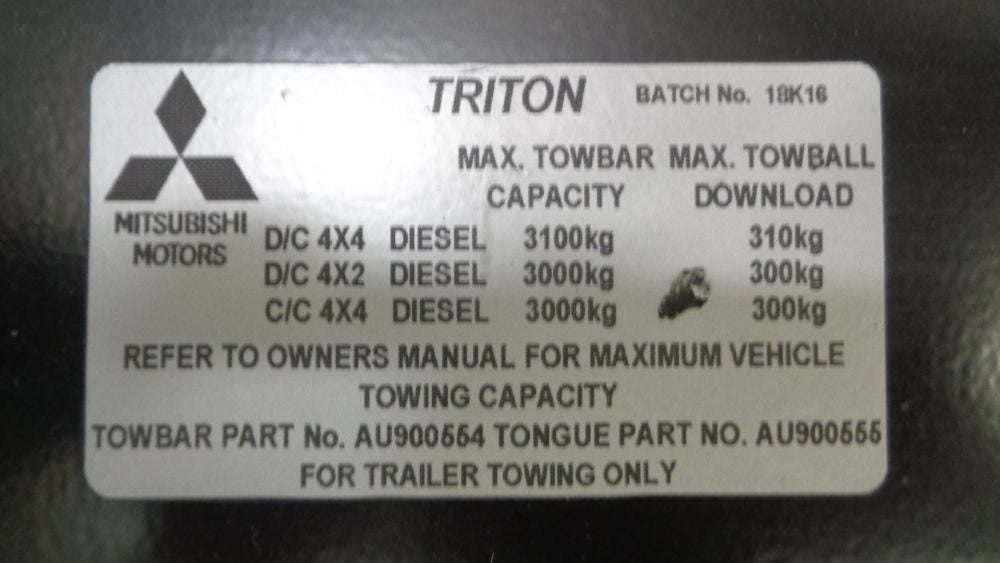 TRITON BATCH No. 18K16
MAX. TOWBAR MAX. TOWBALL
CAPACITY DOWNLOAD
MITSUBISHI
MOTORS
D/C 4X4 DIESEL 3100kg 310kg
D/C 4X2 DIESEL 3000kg 300kg
C/C 4X4 DIESEL 3000kg 300kg
REFER TO OWNERS MANUAL FOR MAXIMUM VEHICLE
TOWING CAPACITY
TOWBAR PART No. AU900554 TONGUE PART NO. AU900555
FOR TRAILER TOWING ONLY